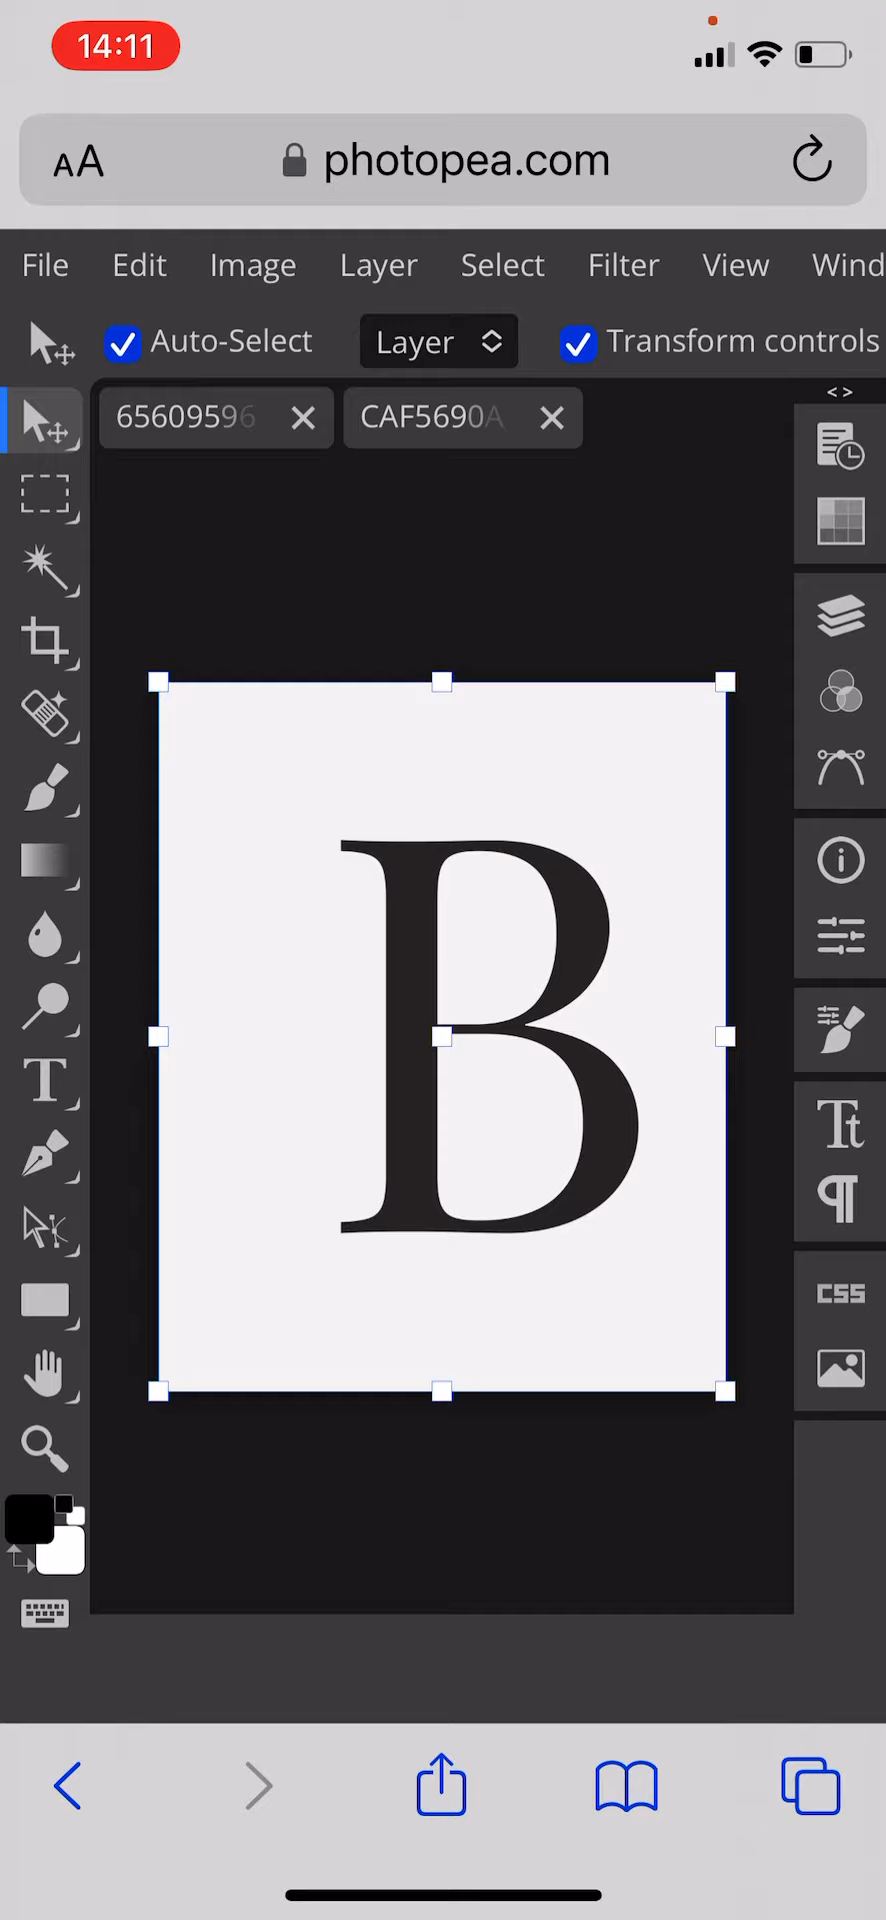 14:11
AA photopea.com
File Edit Image Layer Select Filter View Wind
Auto-Select Layer Transform controls
65609596 CAF5690A
B
T
Tt
¶
CSS